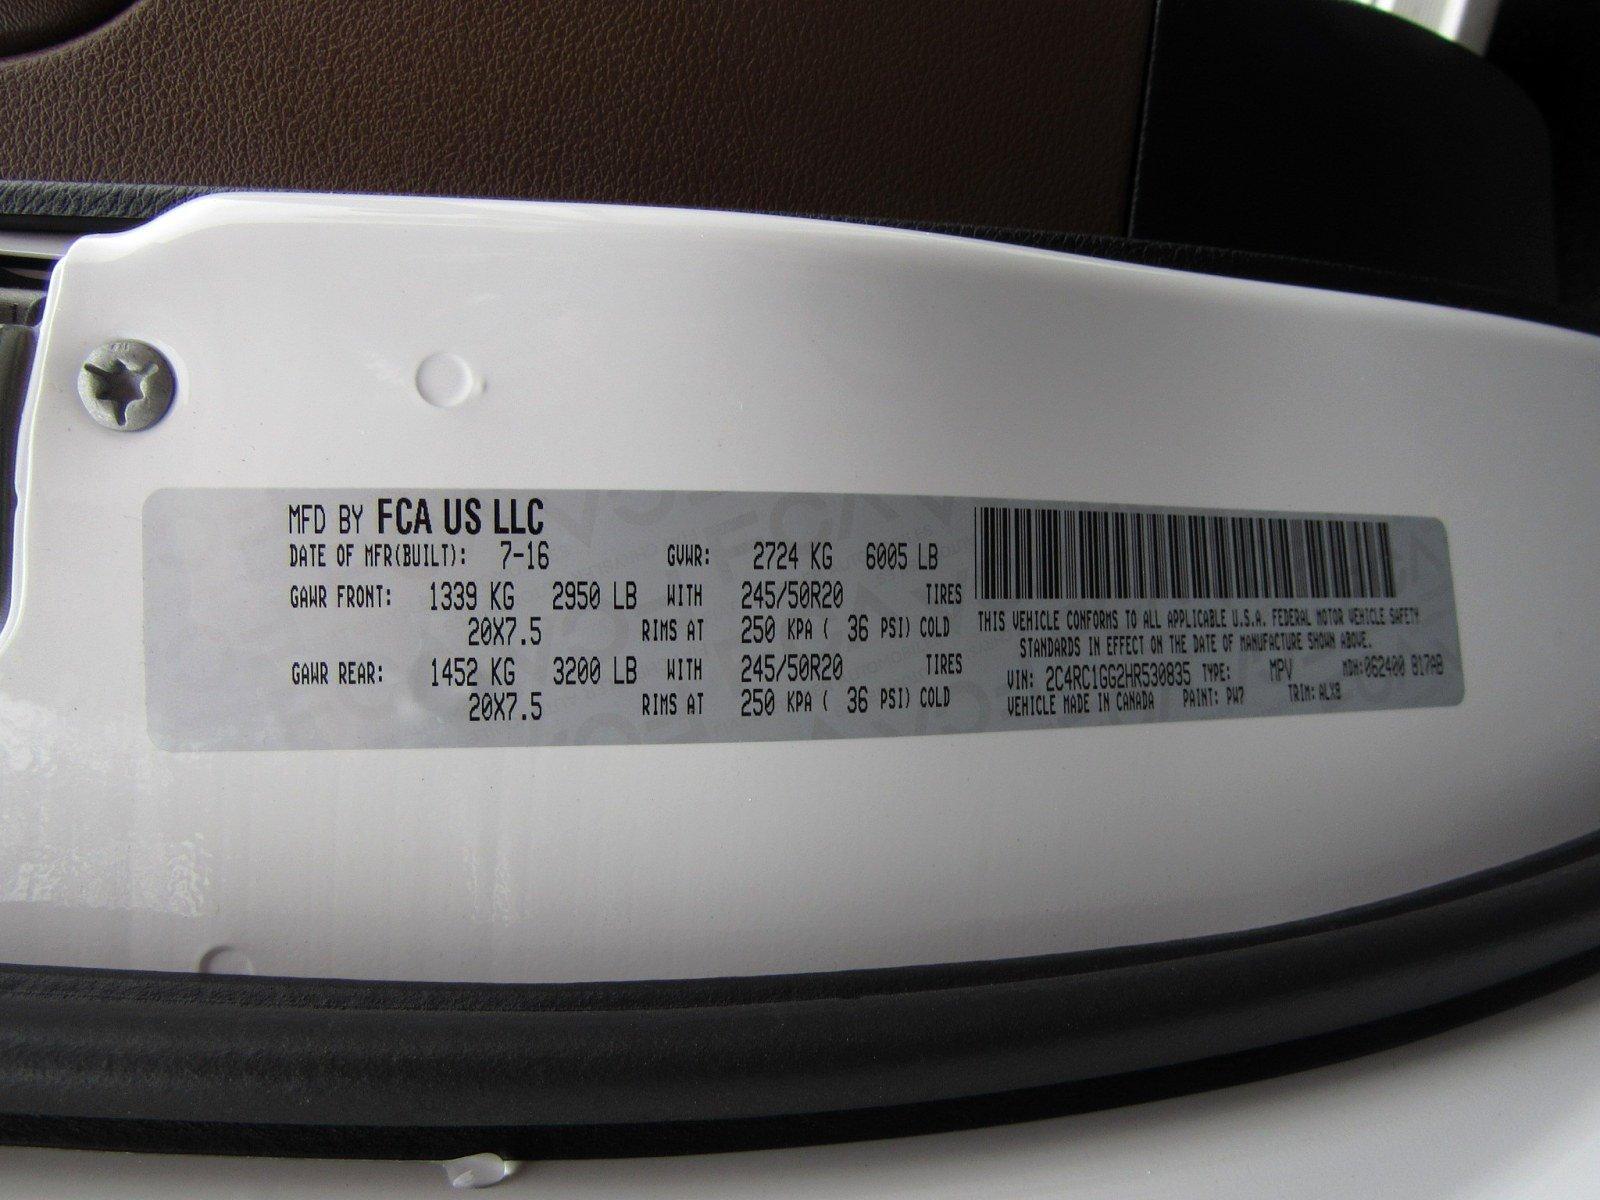 MFD BY FCA US LLC
DATE OF MFR(BUILT): 7-16 GVWR: 2724 KG 6005 LB
GAWR FRONT: 1339 KG 2950 LB WITH 245/50R20 TIRES
20X7.5 RIMS AT 250 KPA ( 36 PSI) COLD
GAWR REAR: 1452 KG 3200 LB WITH 245/50R20 TIRES
20X7.5 RIMS AT 250 KPA ( 36 PSI) COLD
THIS VEHICLE CONFORMS TO ALL APPLICABLE U.S.A. FEDERAL MOTOR VEHICLE SAFETY
STANDARDS IN EFFECT ON THE DATE OF MANUFACTURE SHOWN ABOVE.
VIN: 2C4RC1GG2HR530835 TYPE: MPV MDH:062400 817AB
VEHICLE MADE IN CANADA PAINT: PW7 TRIM: ALX8